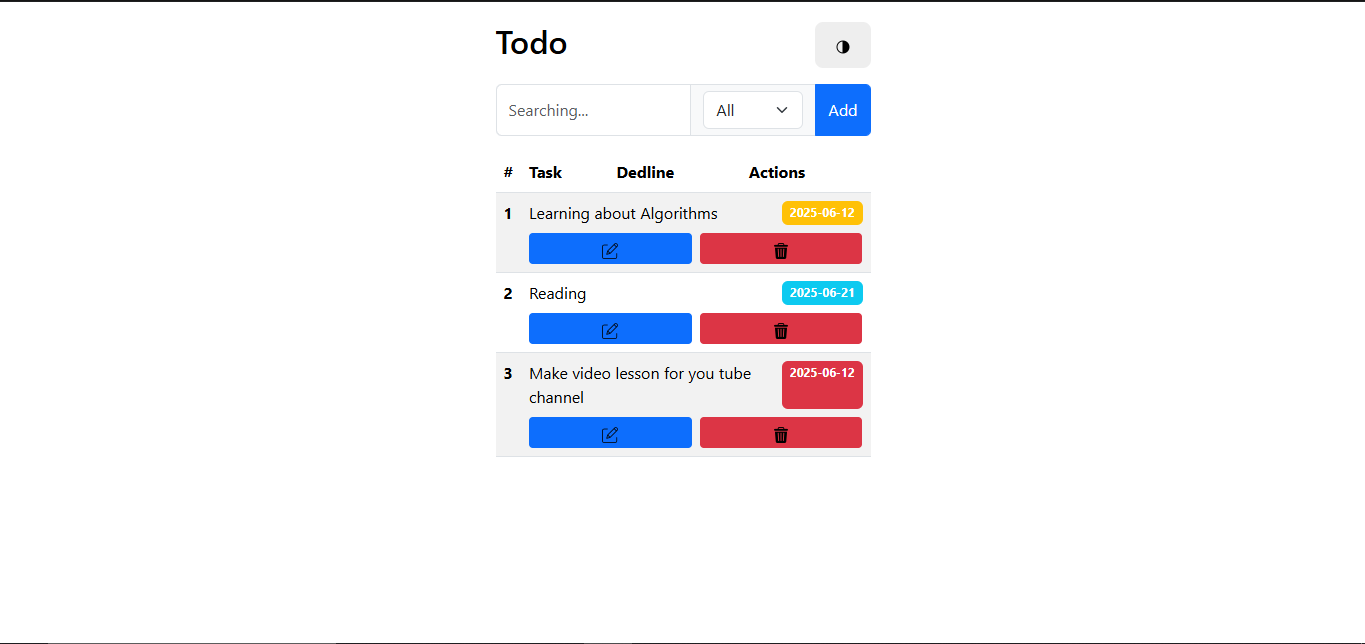 Todo
Searching...
All
Add
# Task Dedline Actions
1 Learning about Algorithms 2025-06-12
2 Reading 2025-06-21
3 Make video lesson for you tube 2025-06-12
channel